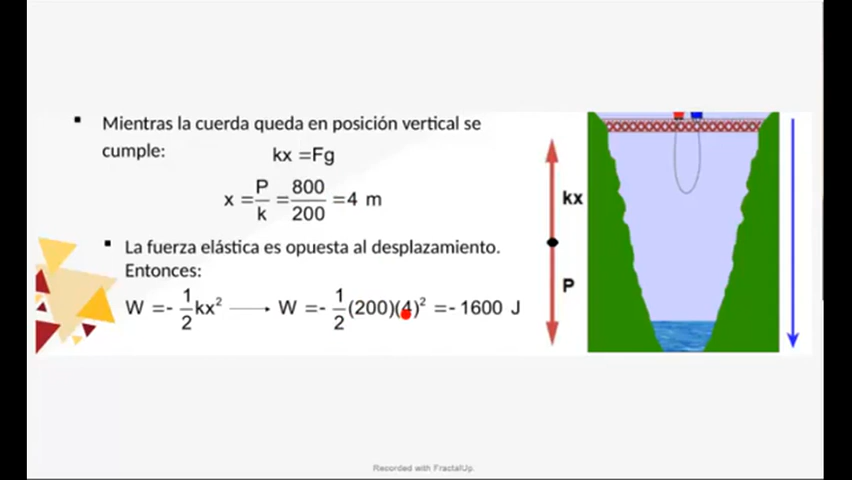 ▪ Mientras la cuerda queda en posición vertical se
cumple:
kx =Fg
x = P/k = 800/200 =4 m
▪ La fuerza elástica es opuesta al desplazamiento.
Entonces:
W =- 1/2 kx² ⟶ W =- 1/2 (200)(4)² =- 1600 J
kx
P
Recorded with FractalUp.